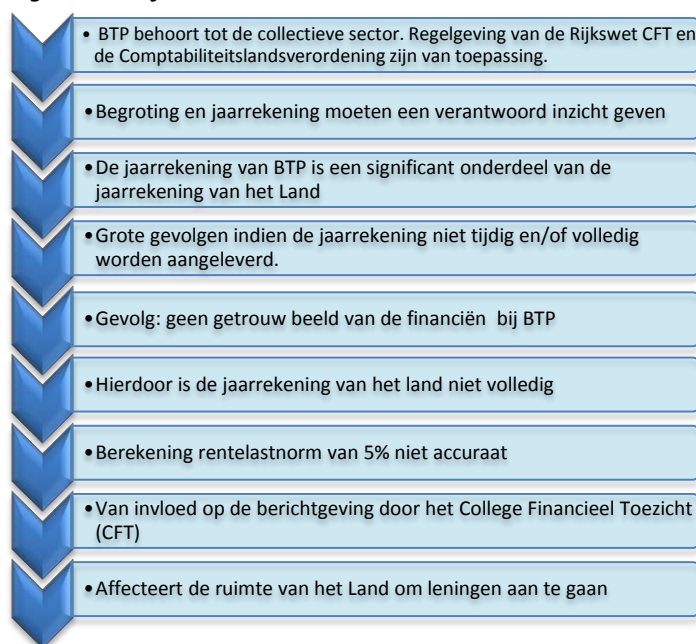 • BTP behoort tot de collectieve sector. Regelgeving van de Rijkswet CFT en
de Comptabiliteitslandsverordening zijn van toepassing.
•Begroting en jaarrekening moeten een verantwoord inzicht geven
•De jaarrekening van BTP is een significant onderdeel van de
jaarrekening van het Land
•Grote gevolgen indien de jaarrekening niet tijdig en/of volledig
worden aangeleverd.
•Gevolg: geen getrouw beeld van de financiën bij BTP
•Hierdoor is de jaarrekening van het land niet volledig
•Berekening rentelastnorm van 5% niet accuraat
•Van invloed op de berichtgeving door het College Financieel Toezicht
(CFT)
•Affecteert de ruimte van het Land om leningen aan te gaan